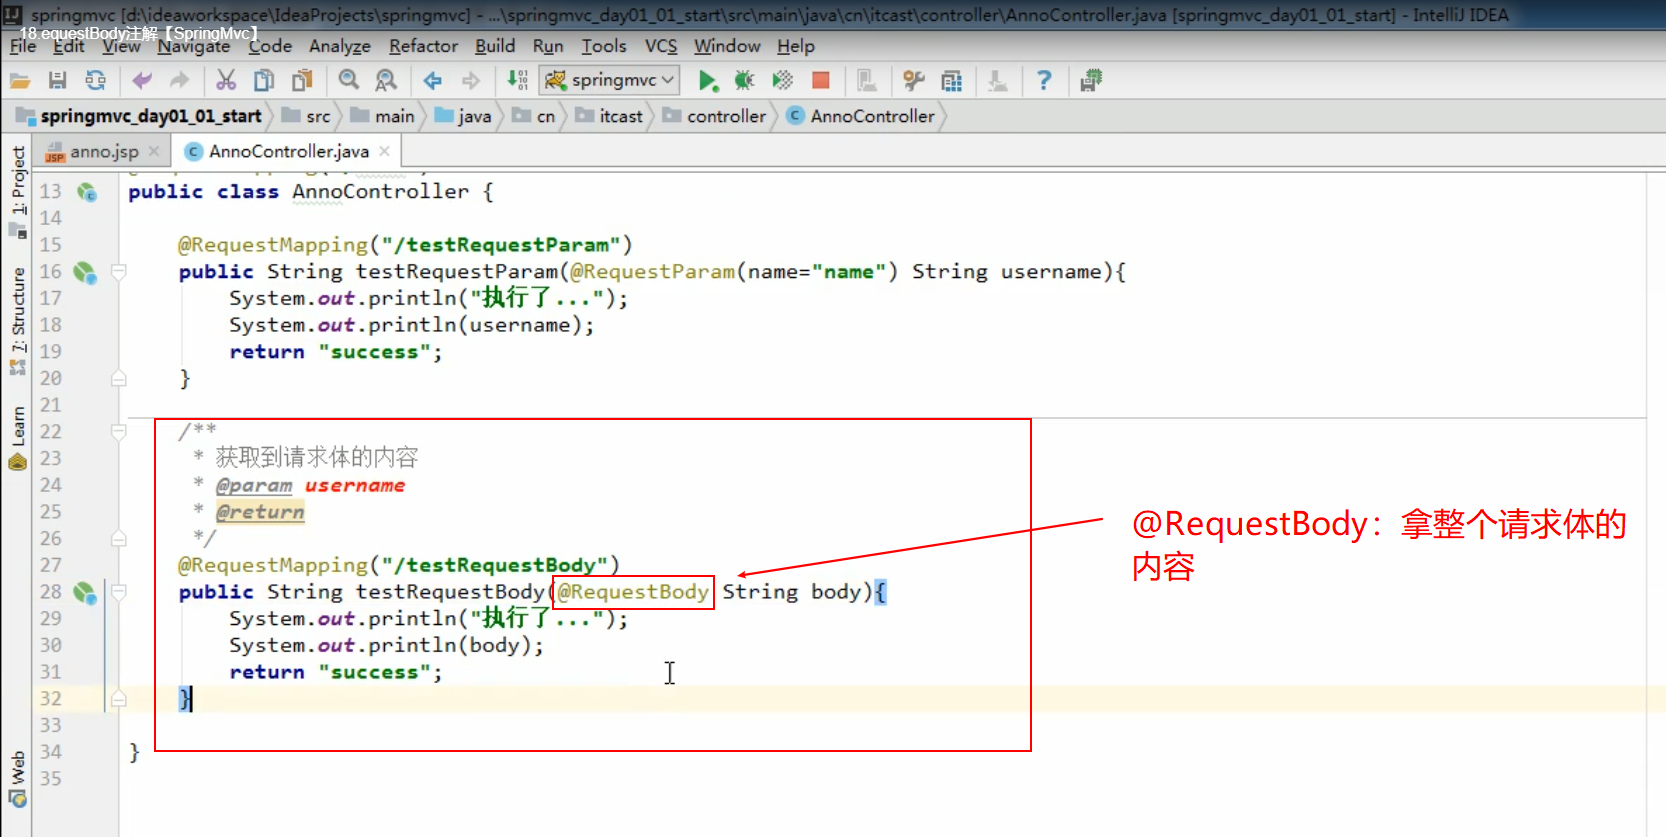 springmvc [d:\ideaworkspace\IdeaProjects\springmvc] - ...\springmvc_day01_01_start\src\main\java\cn\itcast\controller\AnnoController.java [springmvc_day01_01_start] - IntelliJ IDEA
18.equestBody注解【SpringMvc】
File Edit View Navigate Code Analyze Refactor Build Run Tools VCS Window Help
springmvc
springmvc_day01_01_start src main java cn itcast controller AnnoController
anno.jsp AnnoController.java
1: Project
7: Structure
Learn
Web
13 public class AnnoController {
14
15 @RequestMapping("/testRequestParam")
16 public String testRequestParam(@RequestParam(name="name") String username){
17 System.out.println("执行了...");
18 System.out.println(username);
19 return "success";
20 }
21
22 /**
23 * 获取到请求体的内容
24 * @param username
25 * @return
26 */
27 @RequestMapping("/testRequestBody")
28 public String testRequestBody(@RequestBody String body){
29 System.out.println("执行了...");
30 System.out.println(body);
31 return "success";
32 }
33
34 }
35
@RequestBody：拿整个请求体的
内容